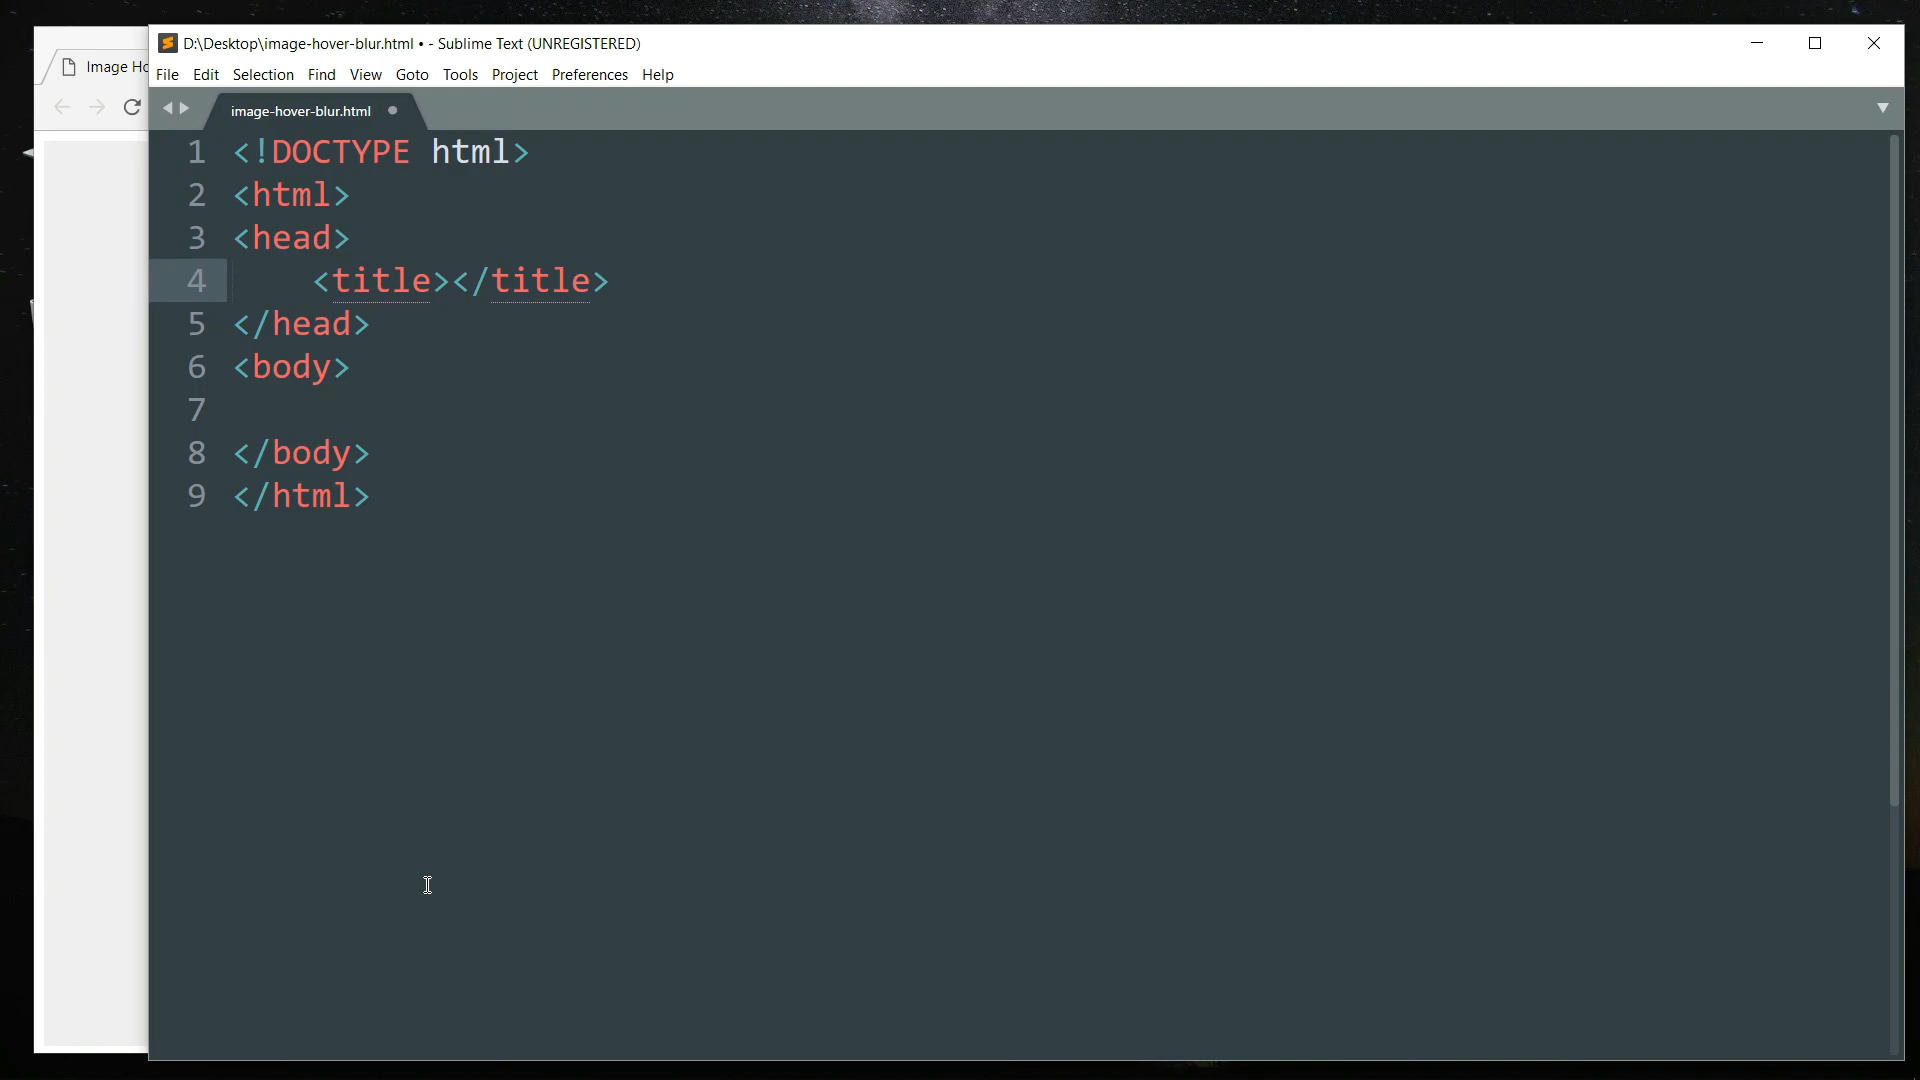 D:\Desktop\image-hover-blur.html • - Sublime Text (UNREGISTERED)
Image Ho
File Edit Selection Find View Goto Tools Project Preferences Help
image-hover-blur.html
1 <!DOCTYPE html>
2 <html>
3 <head>
4 <title></title>
5 </head>
6 <body>
7
8 </body>
9 </html>